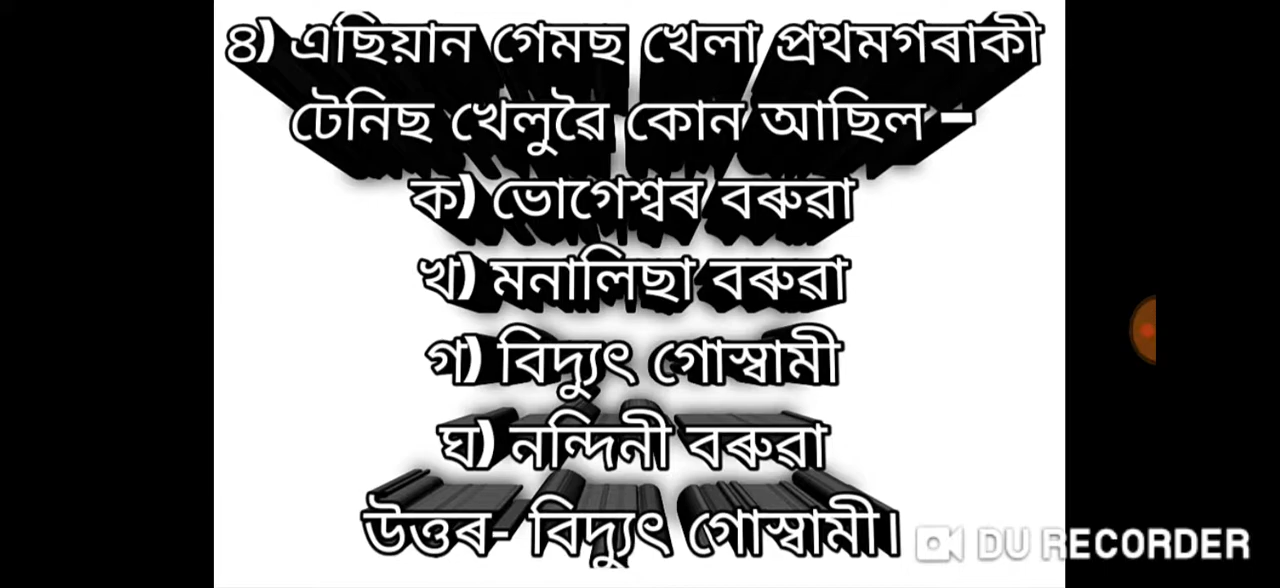 ৪) এছিয়ান গেমছ খেলা প্ৰথমগৰাকী
টেনিছ খেলুৱৈ কোন আছিল –
ক) ভোগেশ্বৰ বৰুৱা
খ) মনালিছা বৰুৱা
গ) বিদ্যুৎ গোস্বামী
ঘ) নন্দিনী বৰুৱা
উত্তৰ- বিদ্যুৎ গোস্বামী।
DU RECORDER